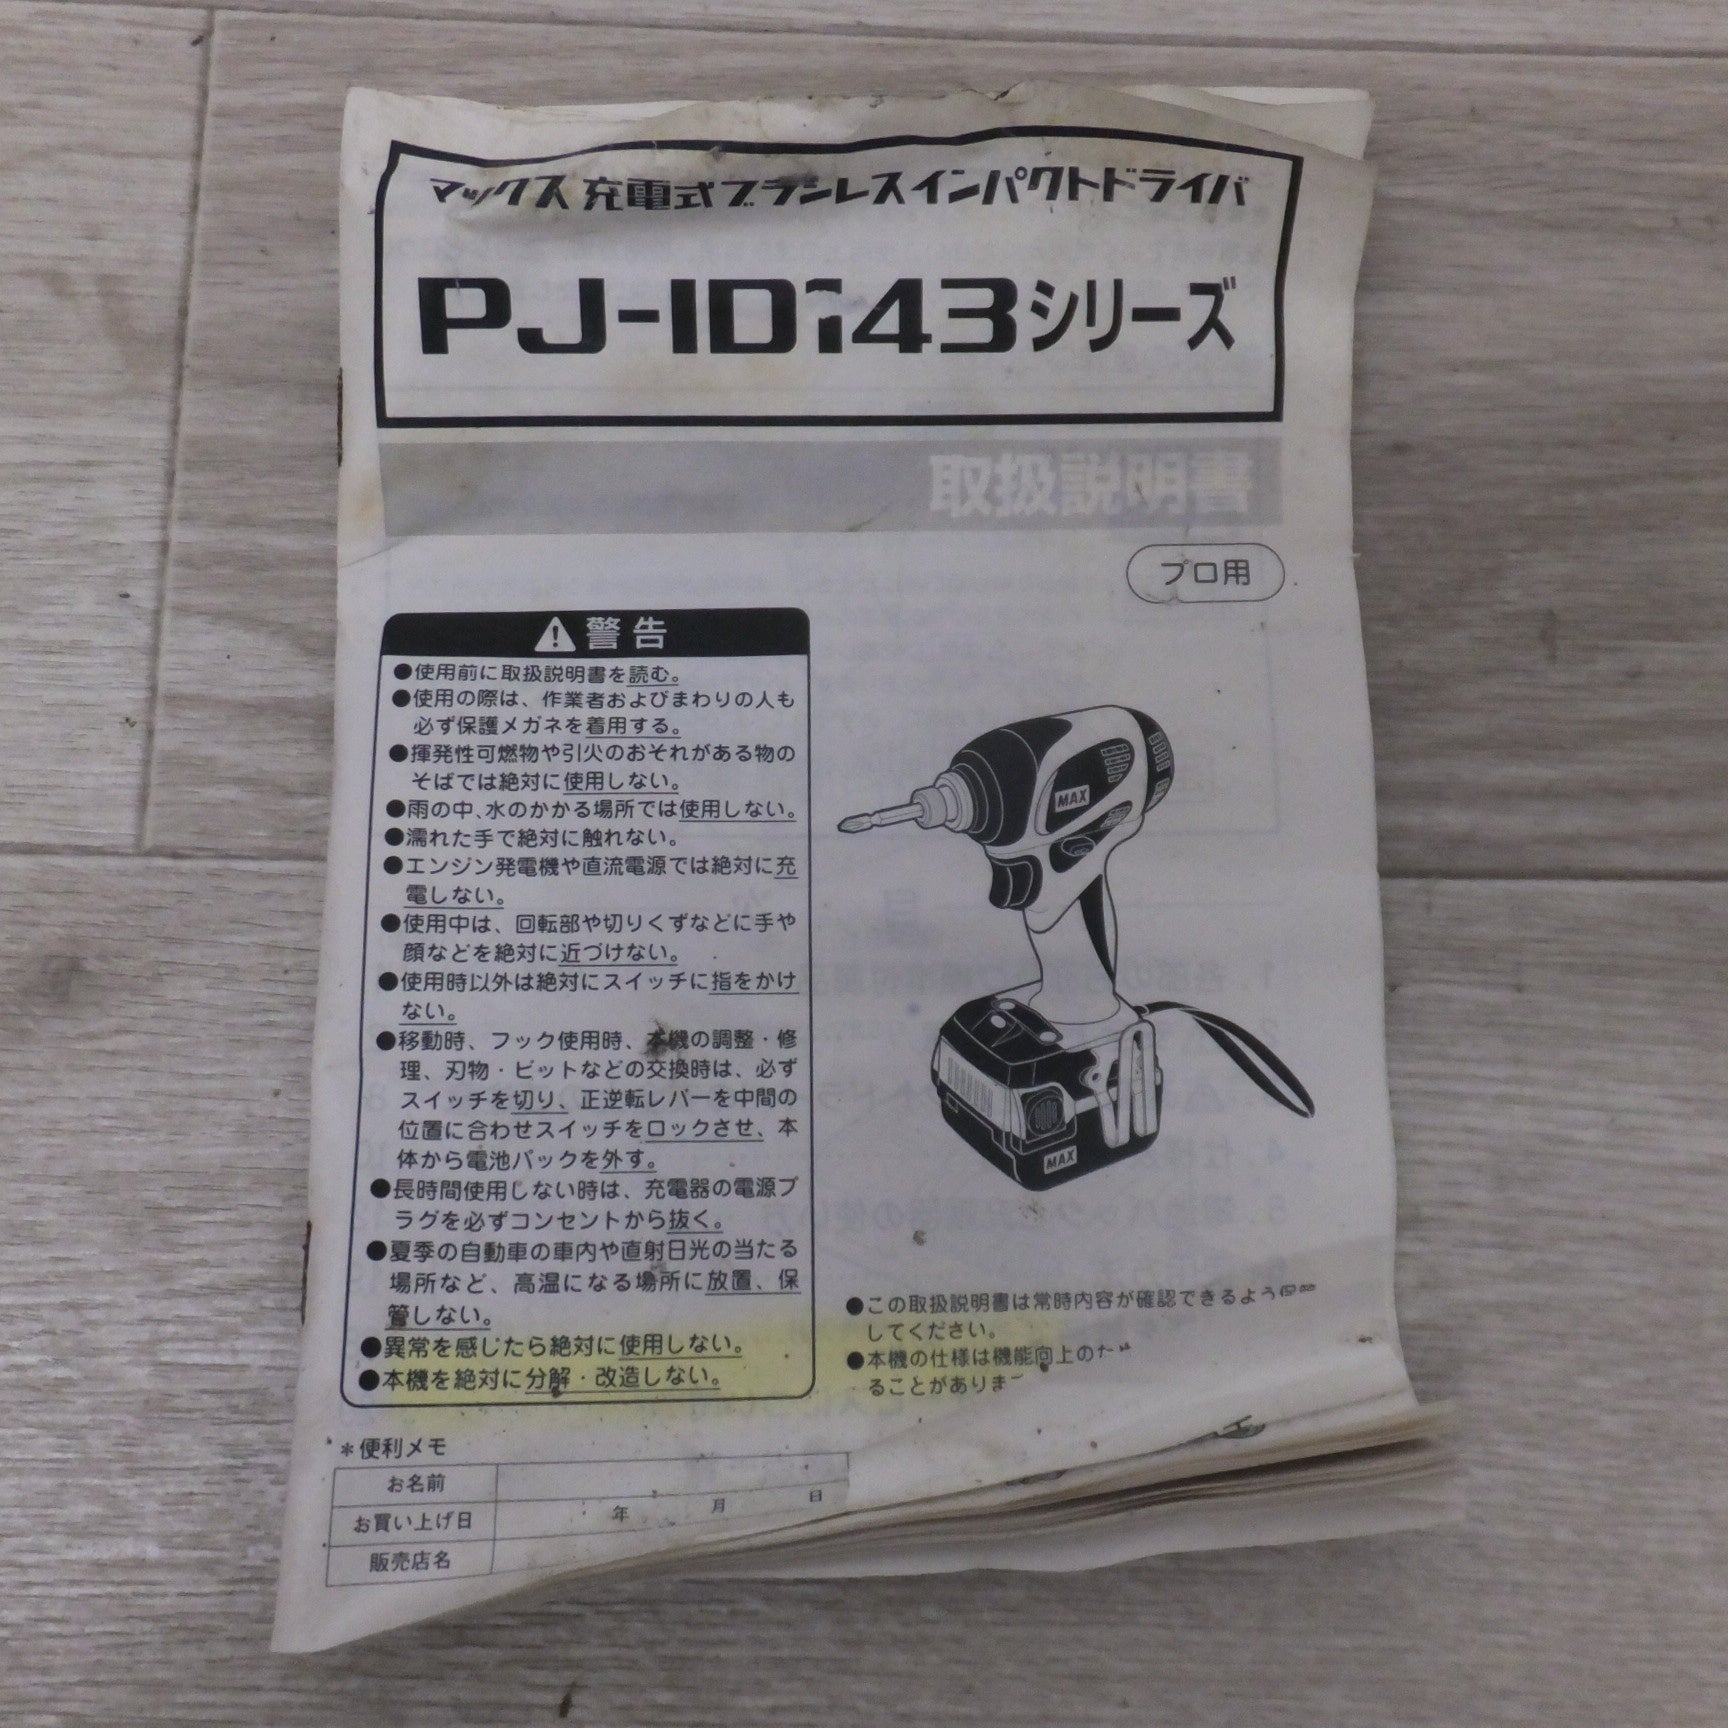 マックス 充電式ブラシレスインパクトドライバ
PJ-ID143シリーズ
取扱説明書
プロ用
警告
●使用前に取扱説明書を読む。
●使用の際は、作業者およびまわりの人も
必ず保護メガネを着用する。
●揮発性可燃物や引火のおそれがある物の
そばでは絶対に使用しない。
●雨の中、水のかかる場所では使用しない。
●濡れた手で絶対に触れない。
●エンジン発電機や直流電源では絶対に充
電しない。
●使用中は、回転部や切りくずなどに手や
顔などを絶対に近づけない。
●使用時以外は絶対にスイッチに指をかけ
ない。
●移動時、フック使用時、本機の調整・修
理、刃物・ビットなどの交換時は、必ず
スイッチを切り、正逆転レバーを中間の
位置に合わせスイッチをロックさせ、本
体から電池パックを外す。
●長時間使用しない時は、充電器の電源プ
ラグを必ずコンセントから抜く。
●夏季の自動車の車内や直射日光の当たる
場所など、高温になる場所に放置、保
管しない。
●異常を感じたら絶対に使用しない。
●本機を絶対に分解・改造しない。
MAX
MAX
●この取扱説明書は常時内容が確認できるよう
してください。
●本機の仕様は機能向上の
ることがありま
＊便利メモ
お名前
お買い上げ日 年 月 日
販売店名